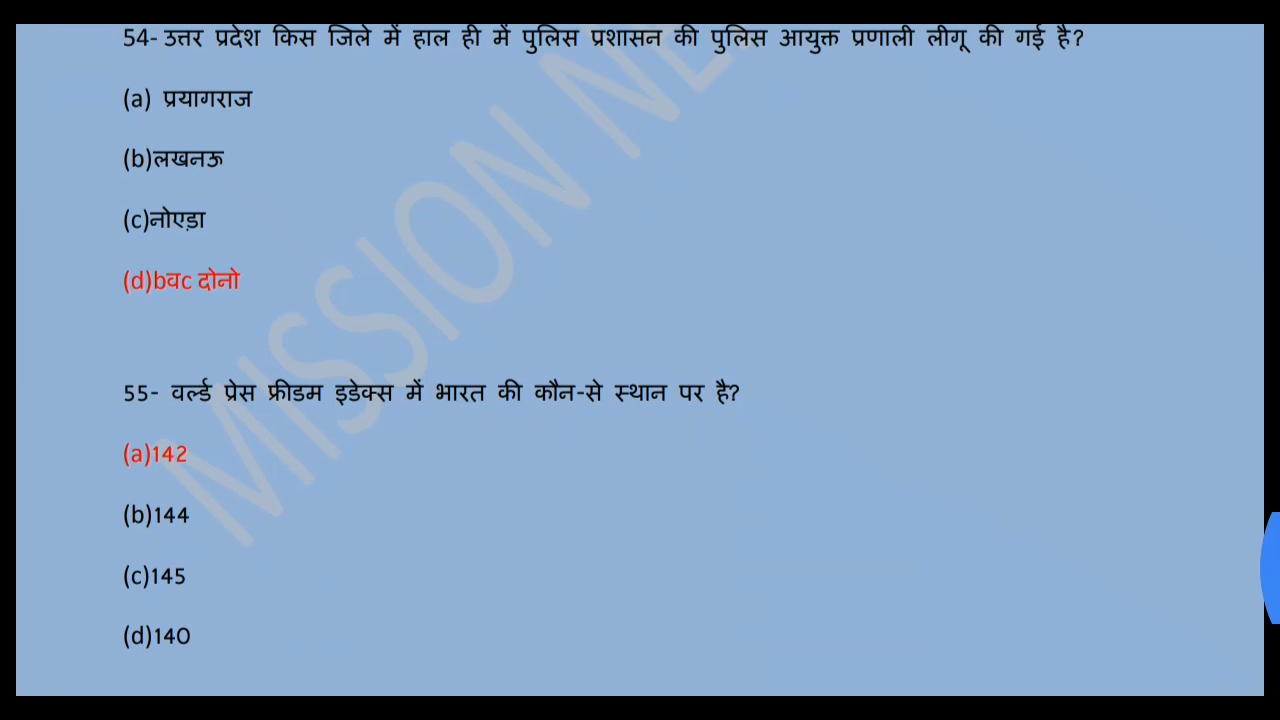 54- उत्तर प्रदेश किस जिले में हाल ही में पुलिस प्रशासन की पुलिस आयुक्त प्रणाली लीगू की गई है?
(a) प्रयागराज
(b)लखनऊ
(c)नोएड़ा
(d)bवc दोनो
55- वर्ल्ड प्रेस फ्रीडम इडेक्स में भारत की कौन-से स्थान पर है?
(a)142
(b)144
(c)145
(d)140
MISSION